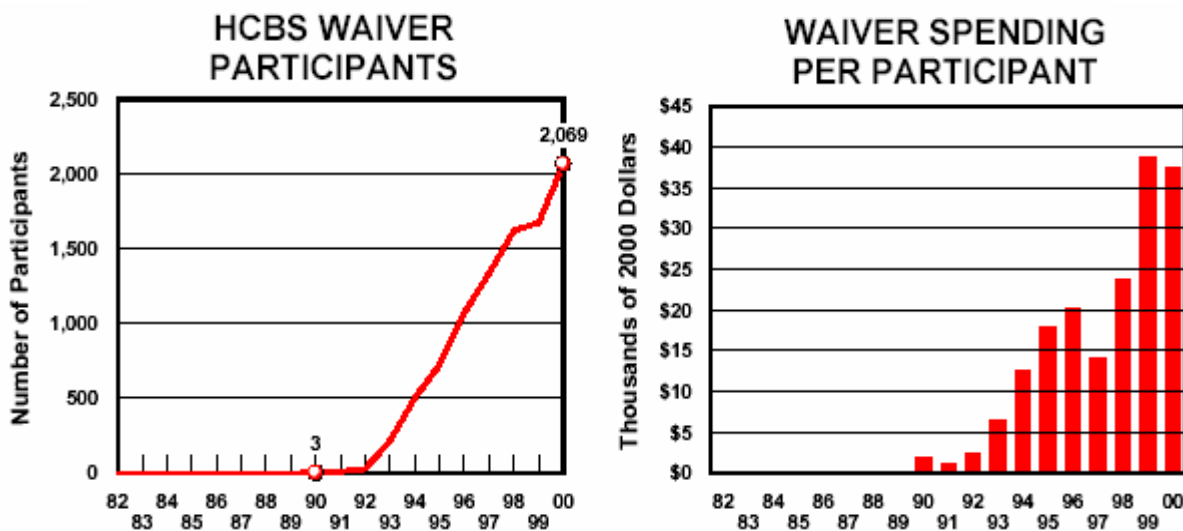 HCBS WAIVER
PARTICIPANTS
Number of Participants
2,500
2,000
1,500
1,000
500
0
3
2,069
82 84 86 88 90 92 94 96 98 00
83 85 87 89 91 93 95 97 99
WAIVER SPENDING
PER PARTICIPANT
Thousands of 2000 Dollars
$45
$40
$35
$30
$25
$20
$15
$10
$5
$0
82 84 86 88 90 92 94 96 98 00
83 85 87 89 91 93 95 97 99